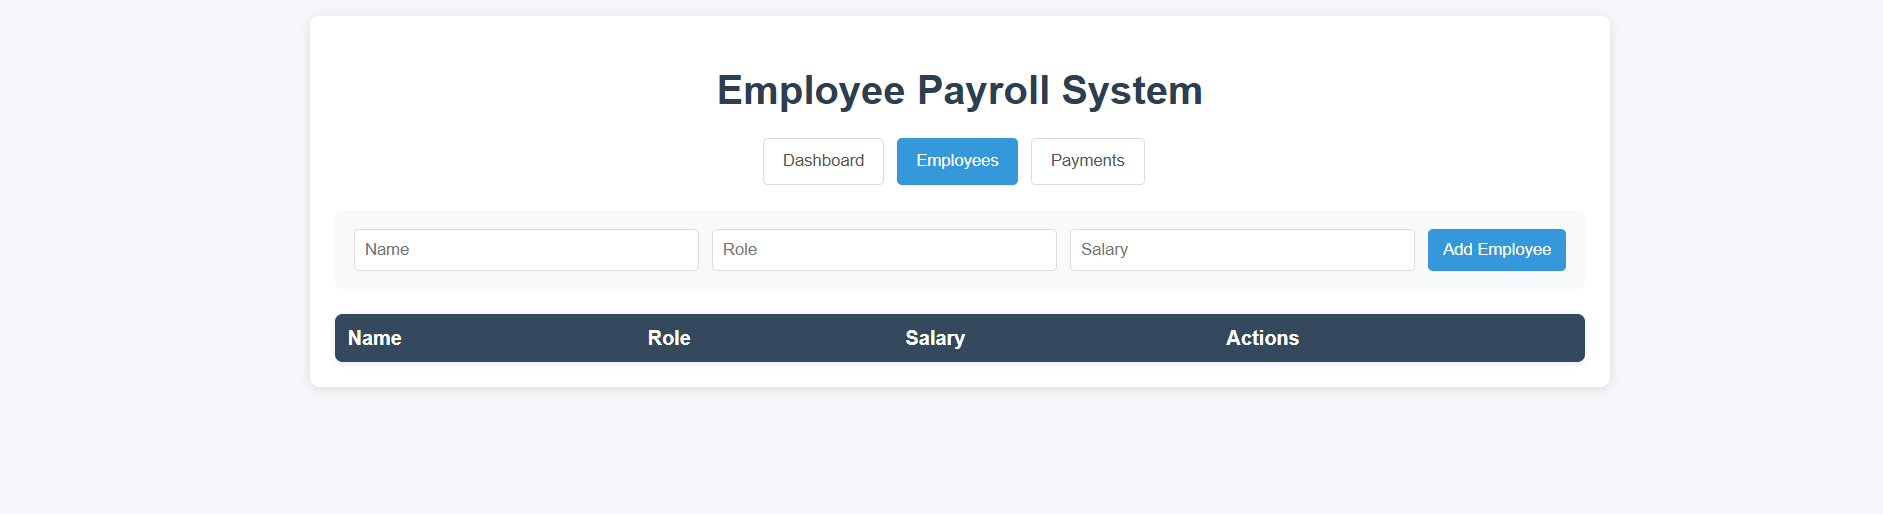 Employee Payroll System
Dashboard Employees Payments
Name Role Salary Add Employee
Name Role Salary Actions